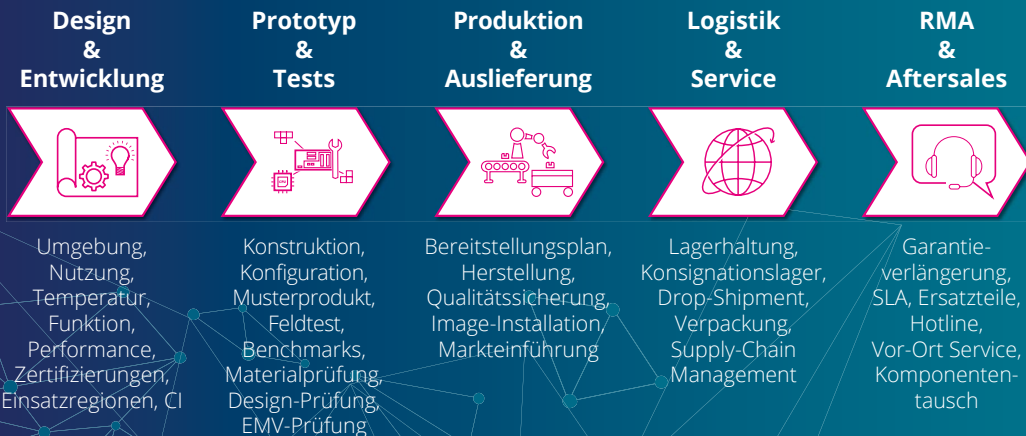 Design
&
Entwicklung
Umgebung,
Nutzung,
Temperatur,
Funktion,
Performance,
Zertifizierungen,
Einsatzregionen, CI
Prototyp
&
Tests
Konstruktion,
Konfiguration,
Musterprodukt,
Feldtest,
Benchmarks,
Materialprüfung,
Design-Prüfung,
EMV-Prüfung
Produktion
&
Auslieferung
Bereitstellungsplan,
Herstellung,
Qualitätssicherung,
Image-Installation,
Markteinführung
Logistik
&
Service
Lagerhaltung,
Konsignationslager,
Drop-Shipment,
Verpackung,
Supply-Chain
Management
RMA
&
Aftersales
Garantie-
verlängerung,
SLA, Ersatzteile,
Hotline,
Vor-Ort Service,
Komponenten-
tausch